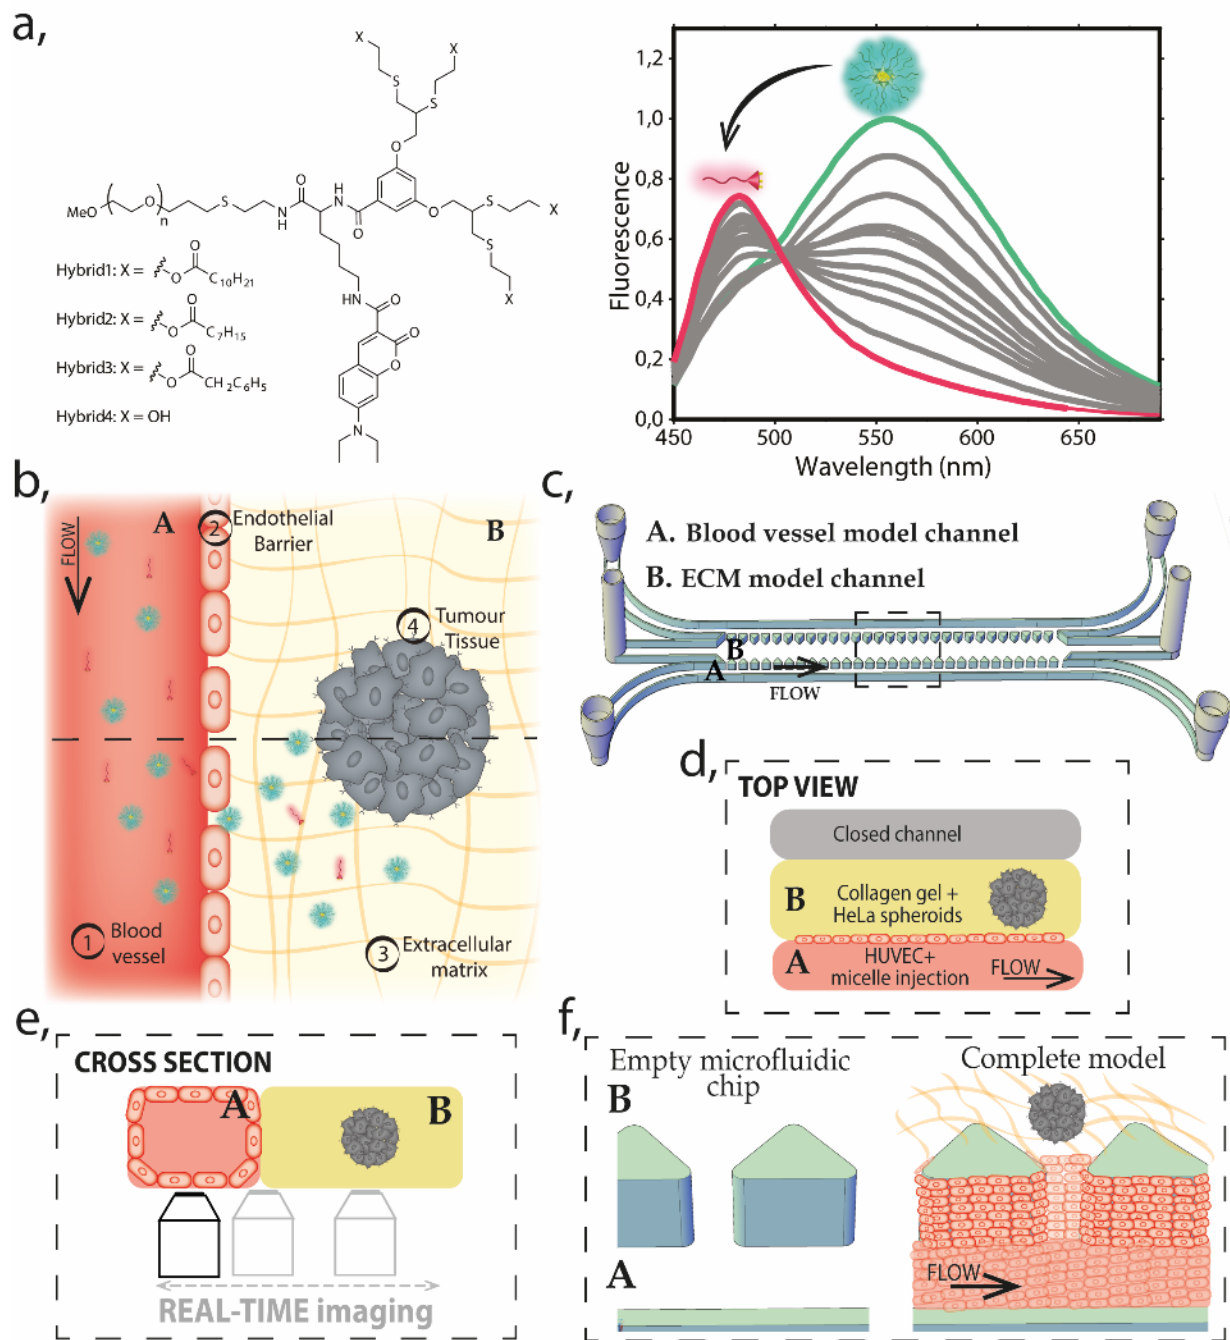 a,
X
X
S
S
O
MeO
O
n
S
N
H
O
H
N
O
O
S
X
S
X
HN
O
O
O
N
Hybrid1: X =
O
O
C10H21
Hybrid2: X =
O
O
C7H15
Hybrid3: X =
O
O
CH2C6H5
Hybrid4: X = OH
Fluorescence
1,2
1,0
0,8
0,6
0,4
0,2
0,0
450
500
550
600
650
Wavelength (nm)
b,
FLOW
A
2 Endothelial
Barrier
B
4
Tumour
Tissue
1 Blood
vessel
3 Extracellular
matrix
c,
A. Blood vessel model channel
B. ECM model channel
B
A
FLOW
d,
TOP VIEW
Closed channel
B
Collagen gel +
HeLa spheroids
A
HUVEC+
micelle injection
FLOW
e,
CROSS SECTION
A
B
REAL-TIME imaging
f,
Empty microfluidic
chip
Complete model
B
A
FLOW